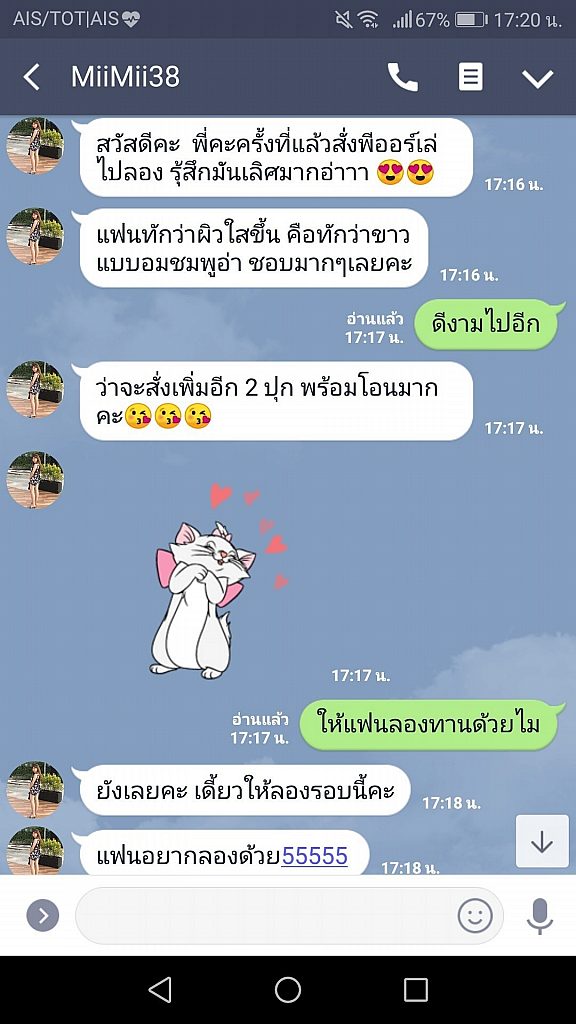 AIS/TOT|AIS
67% 17:20 น.
MiiMii38
สวัสดีคะ พี่คะครั้งที่แล้วสั่งพีออร์เล่
ไปลอง รุ้สึกมันเลิศมากอ่าาา 😍😍
17:16 น.
แฟนทักว่าผิวใสขึ้น คือทักว่าขาว
แบบอมชมพูอ่า ชอบมากๆเลยคะ
17:16 น.
อ่านแล้ว
17:17 น.
ดีงามไปอีก
ว่าจะสั่งเพิ่มอีก 2 ปุก พร้อมโอนมาก
คะ😘😘😘
17:17 น.
17:17 น.
อ่านแล้ว
17:17 น.
ให้แฟนลองทานด้วยไม
ยังเลยคะ เดี้ยวให้ลองรอบนี้คะ
17:18 น.
แฟนอยากลองด้วย55555
17:18 น.